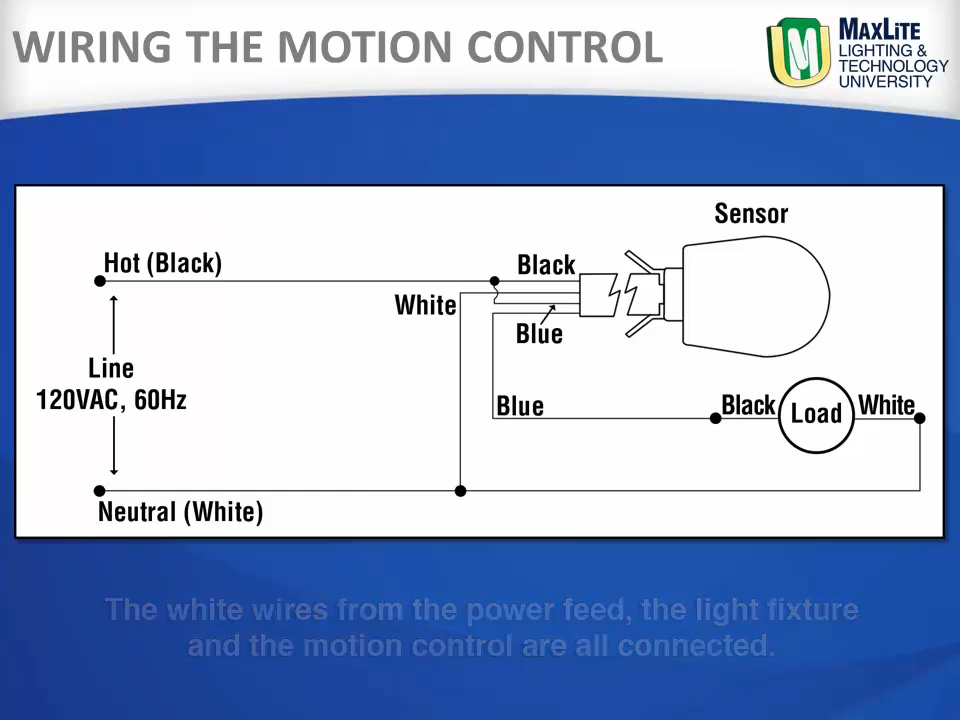 WIRING THE MOTION CONTROL
MAXLITE
LIGHTING &
TECHNOLOGY
UNIVERSITY
Sensor
Hot (Black)
Black
White
Blue
Line
120VAC, 60Hz
Blue
Black
Load
White
Neutral (White)
The white wires from the power feed, the light fixture
and the motion control are all connected.